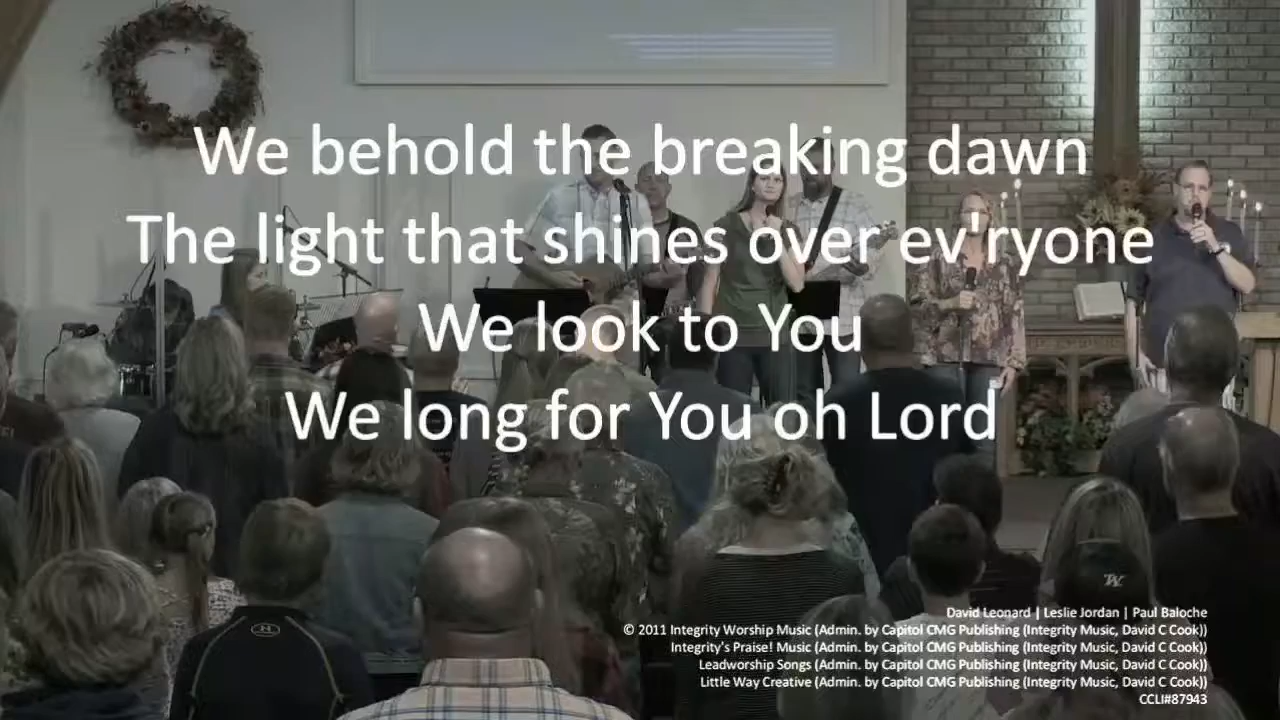 We behold the breaking dawn
The light that shines over ev'ryone
We look to You
We long for You oh Lord
David Leonard | Leslie Jordan | Paul Baloche
© 2011 Integrity Worship Music (Admin. by Capitol CMG Publishing (Integrity Music, David C Cook))
Integrity's Praise! Music (Admin. by Capitol CMG Publishing (Integrity Music, David C Cook))
Leadworship Songs (Admin. by Capitol CMG Publishing (Integrity Music, David C Cook))
Little Way Creative (Admin. by Capitol CMG Publishing (Integrity Music, David C Cook))
CCLI#87943